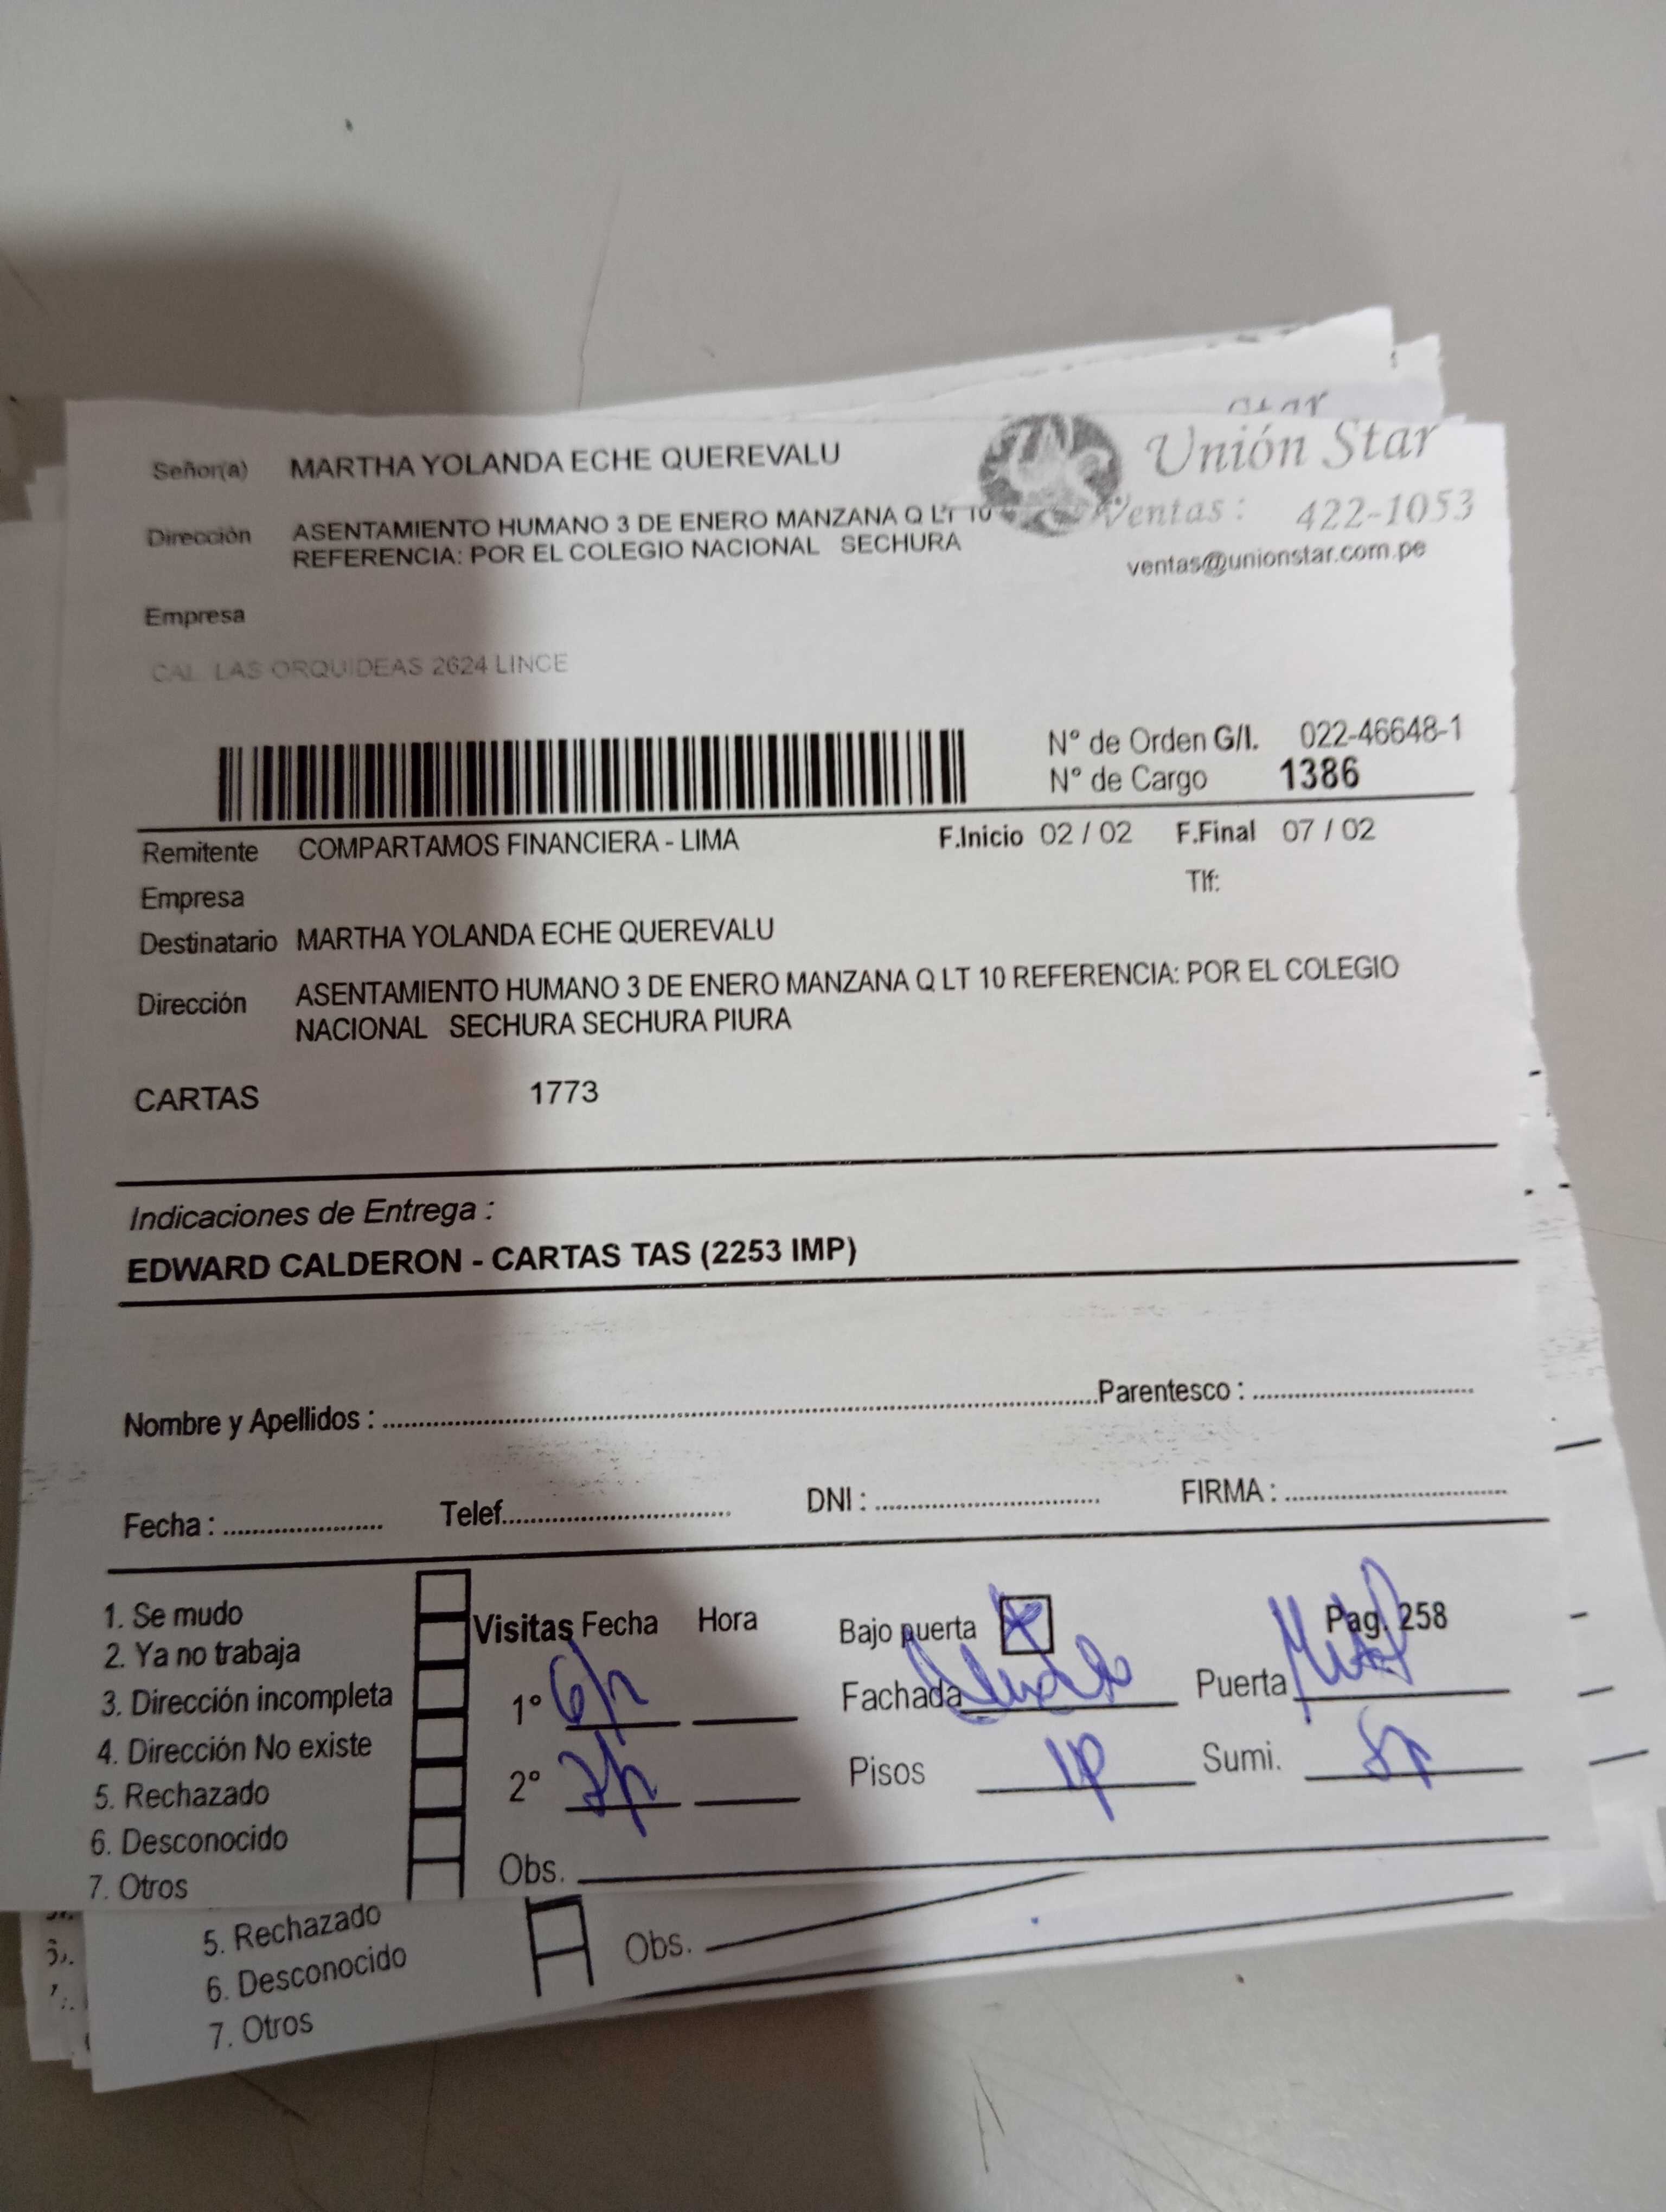 Star
Señor(a) MARTHA YOLANDA ECHE QUEREVALU
Unión Star
Dirección ASENTAMIENTO HUMANO 3 DE ENERO MANZANA Q LT 10
REFERENCIA: POR EL COLEGIO NACIONAL SECHURA
Ventas: 422-1053
ventas@unionstar.com.pe
Empresa
CAL. LAS ORQUIDEAS 2624 LINCE
N° de Orden G/I. 022-46648-1
N° de Cargo 1386
Remitente COMPARTAMOS FINANCIERA - LIMA F.Inicio 02 / 02 F.Final 07 / 02
Empresa Tlf:
Destinatario MARTHA YOLANDA ECHE QUEREVALU
Dirección ASENTAMIENTO HUMANO 3 DE ENERO MANZANA Q LT 10 REFERENCIA: POR EL COLEGIO
NACIONAL SECHURA SECHURA PIURA
CARTAS 1773
Indicaciones de Entrega :
EDWARD CALDERON - CARTAS TAS (2253 IMP)
Nombre y Apellidos : Parentesco :
Fecha : Telef. DNI : FIRMA :
1. Se mudo
2. Ya no trabaja
3. Dirección incompleta
4. Dirección No existe
5. Rechazado
6. Desconocido
7. Otros
Visitas Fecha Hora
1°
2°
Bajo puerta
Pag. 258
Fachada Puerta
Pisos 1P Sumi.
Obs.
5. Rechazado
6. Desconocido
7. Otros
Obs.